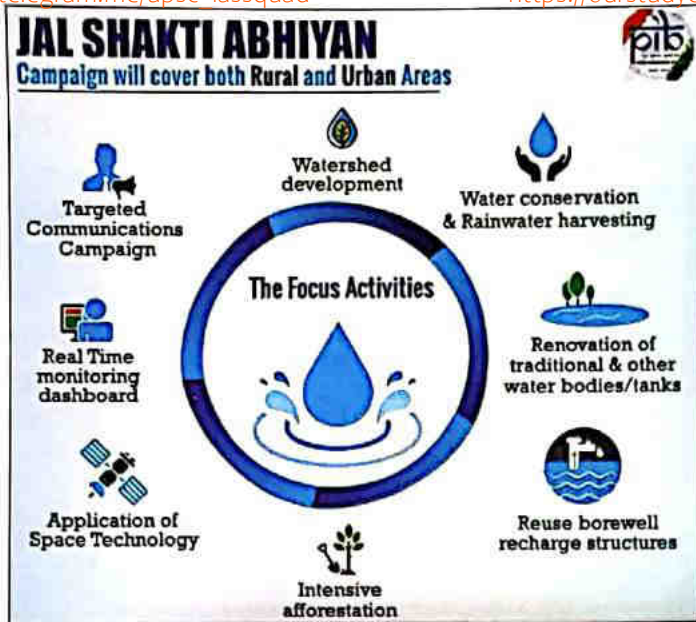 JAL SHAKTI ABHIYAN
Campaign will cover both Rural and Urban Areas
pib
Watershed
development
Water conservation
& Rainwater harvesting
Renovation of
traditional & other
water bodies/tanks
Reuse borewell
recharge structures
Intensive
afforestation
Application of
Space Technology
Real Time
monitoring
dashboard
Targeted
Communications
Campaign
The Focus Activities